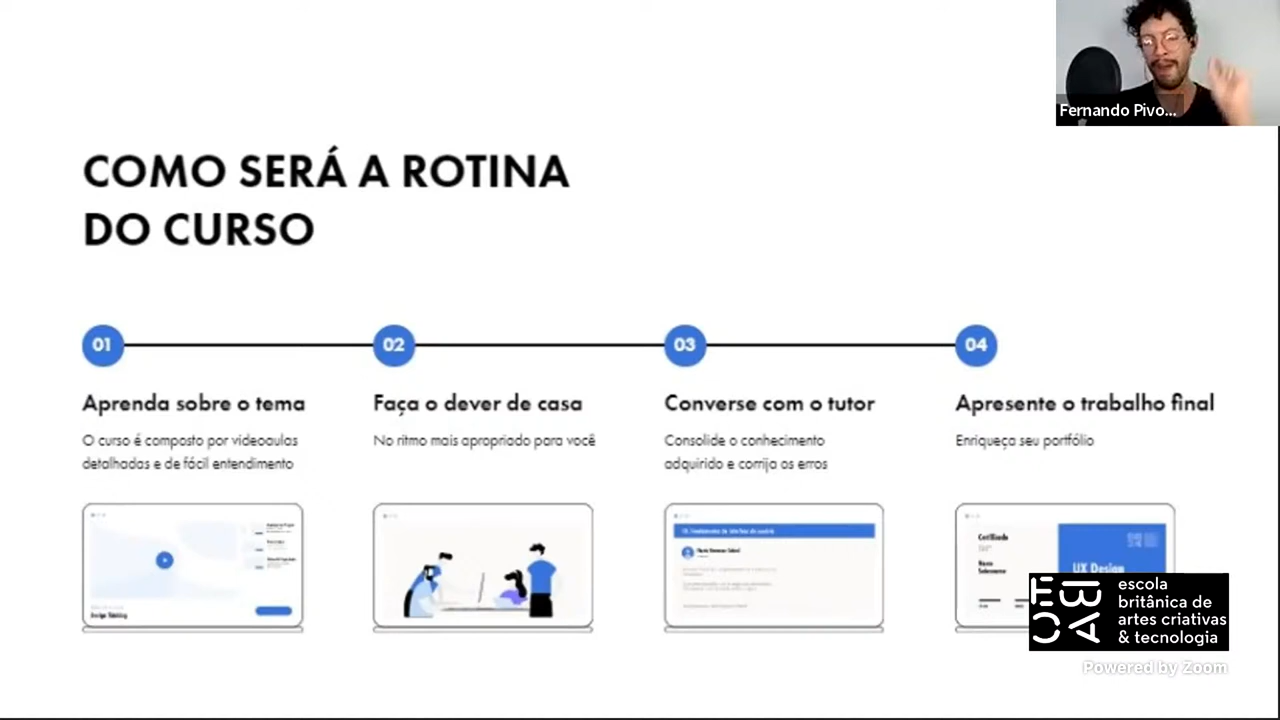 Fernando Pivo...
COMO SERÁ A ROTINA
DO CURSO
01
02
03
04
Aprenda sobre o tema
O curso é composto por videoaulas
detalhadas e de fácil entendimento
Faça o dever de casa
No ritmo mais apropriado para você
Converse com o tutor
Consolide o conhecimento
adquirido e corrija os erros
Apresente o trabalho final
Enriqueça seu portfólio
Design Thinking
Certificado
UX Design
EBAC
escola
britânica de
artes criativas
& tecnologia
Powered by Zoom